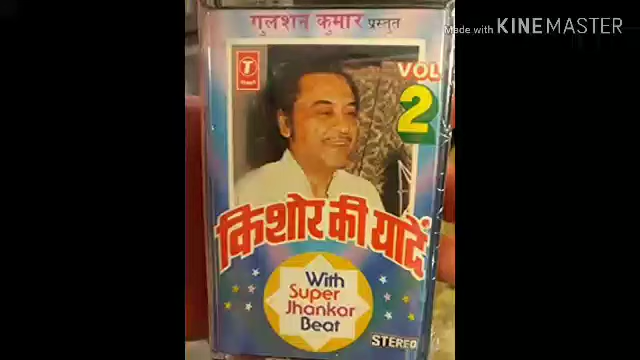 गुलशन कुमार प्रस्तुत
Made with KINEMASTER
T
VOL
2
किशोर की यादें
With
Super
Jhankar
Beat
STEREO